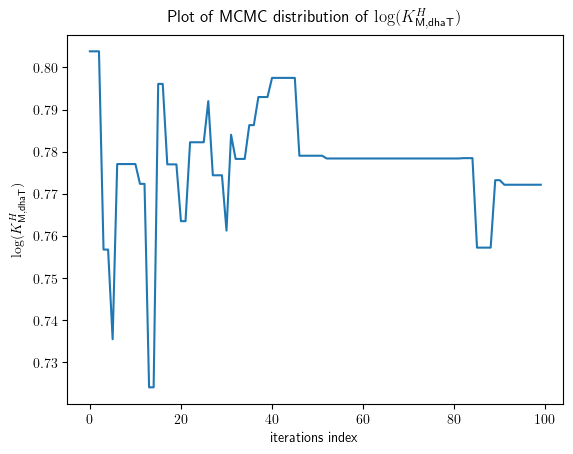 Plot of MCMC distribution of log(K^H_{M,dhaT})
log(K^H_{M,dhaT})
0.80
0.79
0.78
0.77
0.76
0.75
0.74
0.73
0 20 40 60 80 100
iterations index